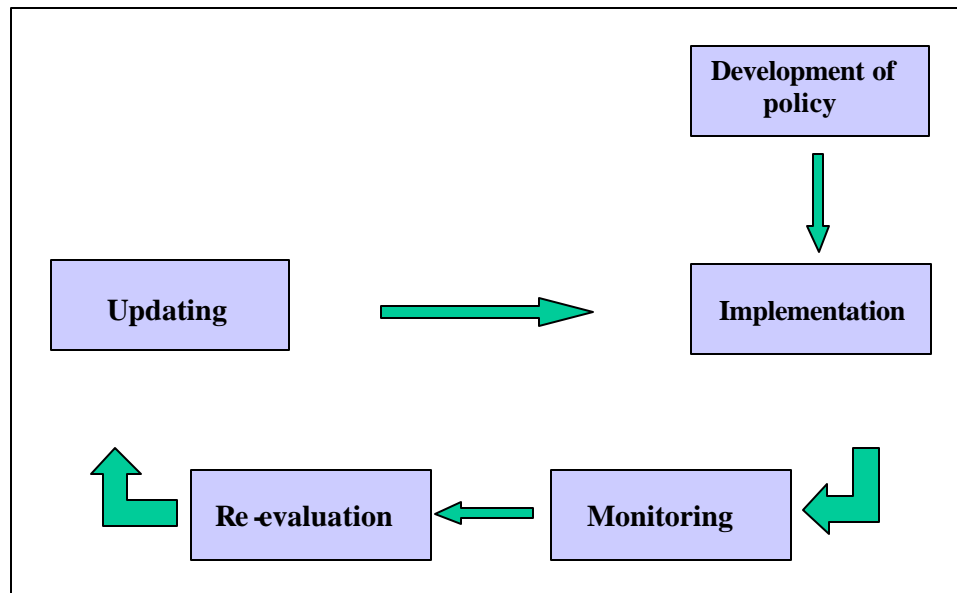 Development of
policy
Updating
Implementation
Re-evaluation
Monitoring